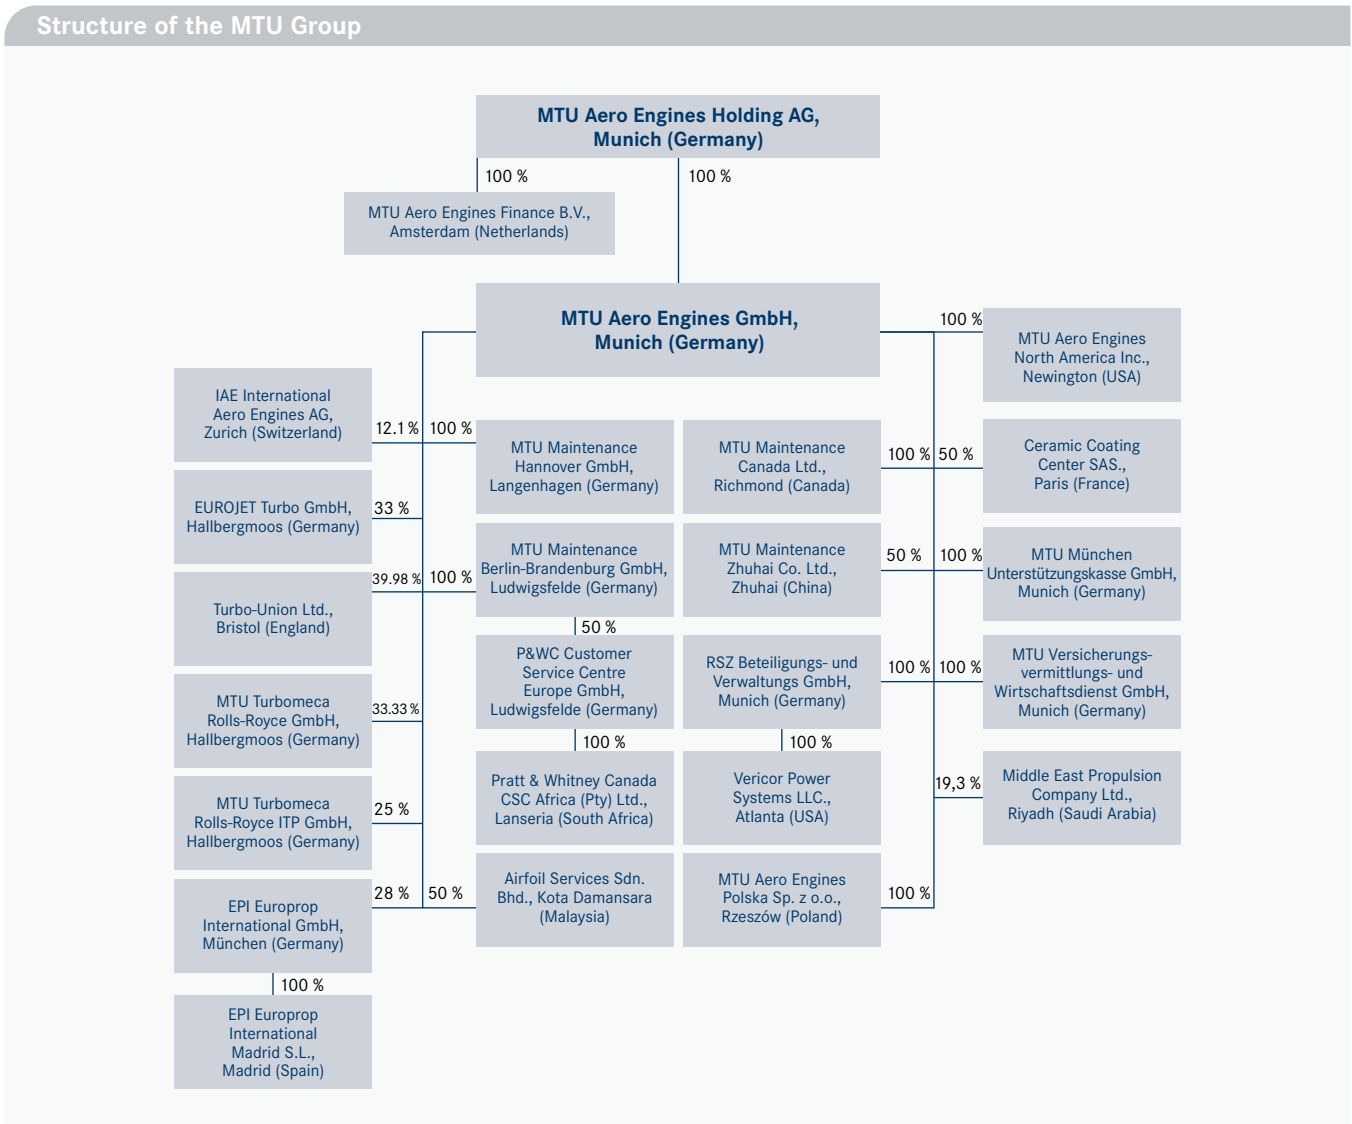 Structure of the MTU Group
MTU Aero Engines Holding AG,
Munich (Germany)
100 %
100 %
MTU Aero Engines Finance B.V.,
Amsterdam (Netherlands)
MTU Aero Engines GmbH,
Munich (Germany)
100 %
MTU Aero Engines
North America Inc.,
Newington (USA)
IAE International
Aero Engines AG,
Zurich (Switzerland)
12.1 %
100 %
MTU Maintenance
Hannover GmbH,
Langenhagen (Germany)
MTU Maintenance
Canada Ltd.,
Richmond (Canada)
100 %
50 %
Ceramic Coating
Center SAS.,
Paris (France)
EUROJET Turbo GmbH,
Hallbergmoos (Germany)
33 %
39.98 %
100 %
MTU Maintenance
Berlin-Brandenburg GmbH,
Ludwigsfelde (Germany)
MTU Maintenance
Zhuhai Co. Ltd.,
Zhuhai (China)
50 %
100 %
MTU München
Unterstützungskasse GmbH,
Munich (Germany)
Turbo-Union Ltd.,
Bristol (England)
50 %
P&WC Customer
Service Centre
Europe GmbH,
Ludwigsfelde (Germany)
RSZ Beteiligungs- und
Verwaltungs GmbH,
Munich (Germany)
100 %
100 %
MTU Versicherungs-
vermittlungs- und
Wirtschaftsdienst GmbH,
Munich (Germany)
MTU Turbomeca
Rolls-Royce GmbH,
Hallbergmoos (Germany)
33.33 %
100 %
100 %
Pratt & Whitney Canada
CSC Africa (Pty) Ltd.,
Lanseria (South Africa)
Vericor Power
Systems LLC.,
Atlanta (USA)
19,3 %
Middle East Propulsion
Company Ltd.,
Riyadh (Saudi Arabia)
MTU Turbomeca
Rolls-Royce ITP GmbH,
Hallbergmoos (Germany)
25 %
EPI Europrop
International GmbH,
München (Germany)
28 %
50 %
Airfoil Services Sdn.
Bhd., Kota Damansara
(Malaysia)
MTU Aero Engines
Polska Sp. z o.o.,
Rzeszów (Poland)
100 %
100 %
EPI Europrop
International
Madrid S.L.,
Madrid (Spain)